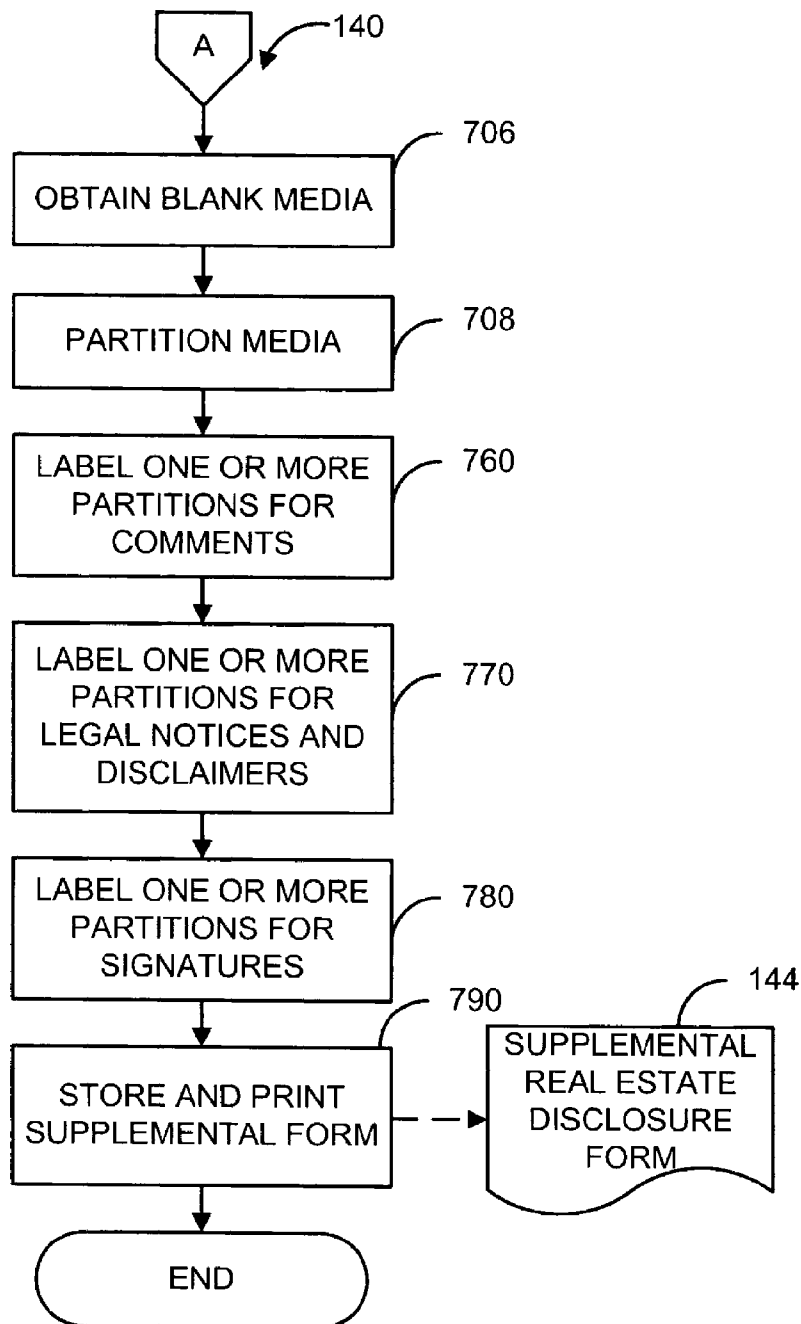 A
140
706
OBTAIN BLANK MEDIA
708
PARTITION MEDIA
760
LABEL ONE OR MORE
PARTITIONS FOR
COMMENTS
770
LABEL ONE OR MORE
PARTITIONS FOR
LEGAL NOTICES AND
DISCLAIMERS
780
LABEL ONE OR MORE
PARTITIONS FOR
SIGNATURES
790
STORE AND PRINT
SUPPLEMENTAL FORM
144
SUPPLEMENTAL
REAL ESTATE
DISCLOSURE
FORM
END